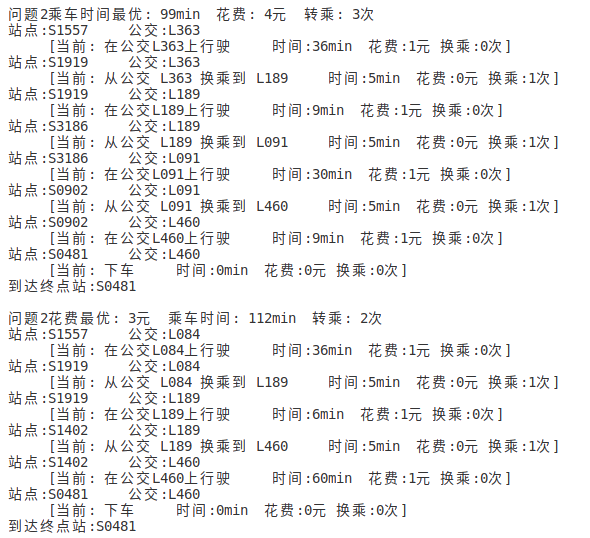 问题2乘车时间最优: 99min 花费: 4元 转乘: 3次
站点:S1557 公交:L363
[当前: 在公交L363上行驶 时间:36min 花费:1元 换乘:0次]
站点:S1919 公交:L363
[当前: 从公交 L363 换乘到 L189 时间:5min 花费:0元 换乘:1次]
站点:S1919 公交:L189
[当前: 在公交L189上行驶 时间:9min 花费:1元 换乘:0次]
站点:S3186 公交:L189
[当前: 从公交 L189 换乘到 L091 时间:5min 花费:0元 换乘:1次]
站点:S3186 公交:L091
[当前: 在公交L091上行驶 时间:30min 花费:1元 换乘:0次]
站点:S0902 公交:L091
[当前: 从公交 L091 换乘到 L460 时间:5min 花费:0元 换乘:1次]
站点:S0902 公交:L460
[当前: 在公交L460上行驶 时间:9min 花费:1元 换乘:0次]
站点:S0481 公交:L460
[当前: 下车 时间:0min 花费:0元 换乘:0次]
到达终点站:S0481
问题2花费最优: 3元 乘车时间: 112min 转乘: 2次
站点:S1557 公交:L084
[当前: 在公交L084上行驶 时间:36min 花费:1元 换乘:0次]
站点:S1919 公交:L084
[当前: 从公交 L084 换乘到 L189 时间:5min 花费:0元 换乘:1次]
站点:S1919 公交:L189
[当前: 在公交L189上行驶 时间:6min 花费:1元 换乘:0次]
站点:S1402 公交:L189
[当前: 从公交 L189 换乘到 L460 时间:5min 花费:0元 换乘:1次]
站点:S1402 公交:L460
[当前: 在公交L460上行驶 时间:60min 花费:1元 换乘:0次]
站点:S0481 公交:L460
[当前: 下车 时间:0min 花费:0元 换乘:0次]
到达终点站:S0481